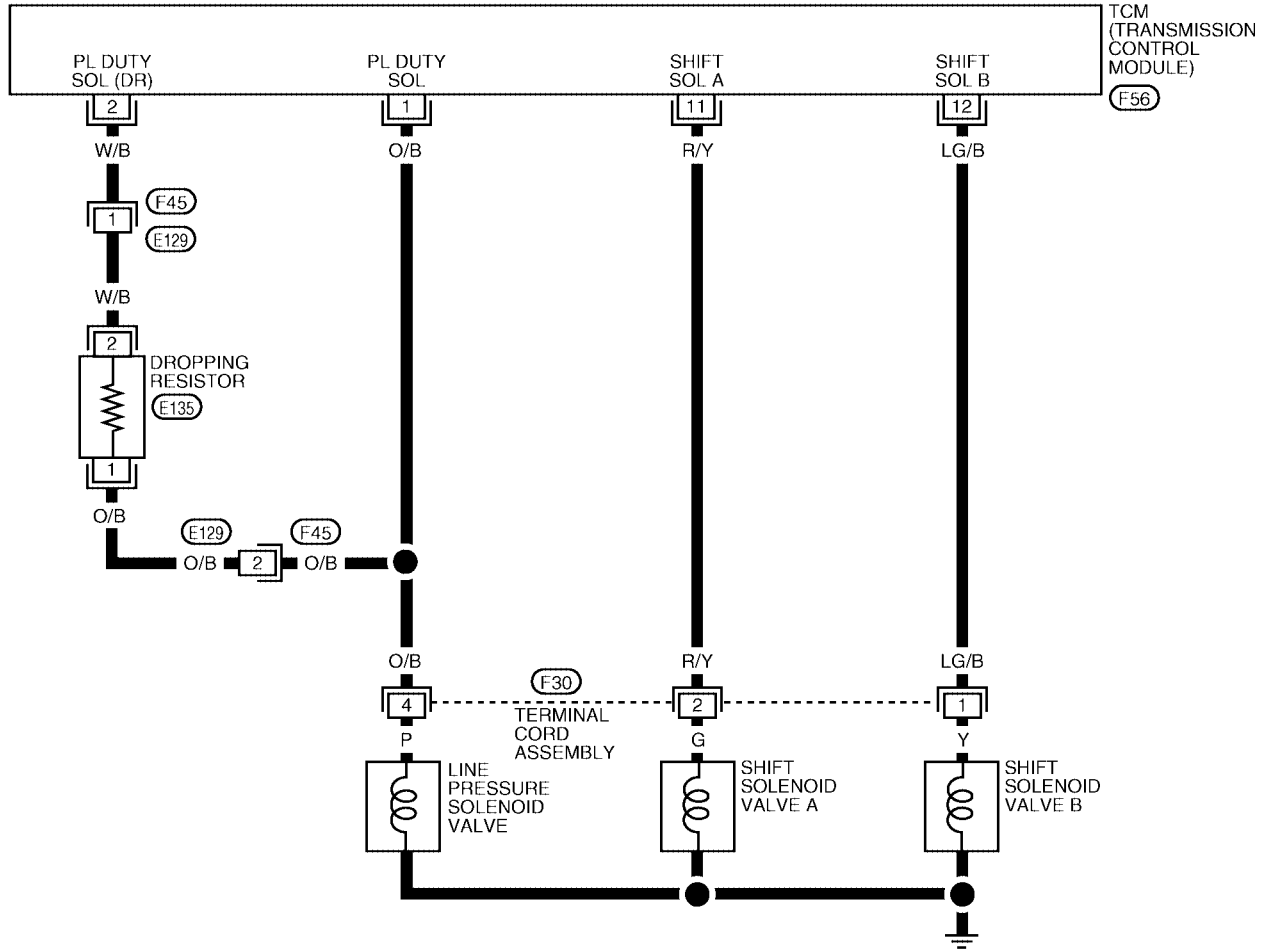 TCM
(TRANSMISSION
CONTROL
MODULE)
F56
PL DUTY
SOL (DR)
PL DUTY
SOL
SHIFT
SOL A
SHIFT
SOL B
2
1
11
12
W/B
O/B
R/Y
LG/B
1
F45
E129
W/B
2
DROPPING
RESISTOR
E135
1
O/B
E129
F45
O/B
2
O/B
O/B
R/Y
LG/B
F30
4
2
1
TERMINAL
CORD
ASSEMBLY
P
G
Y
LINE
PRESSURE
SOLENOID
VALVE
SHIFT
SOLENOID
VALVE A
SHIFT
SOLENOID
VALVE B